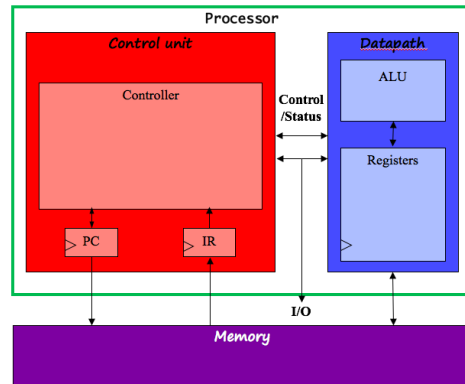 Processor
Control unit
Datapath
Controller
ALU
Control
/Status
Registers
PC
IR
I/O
Memory